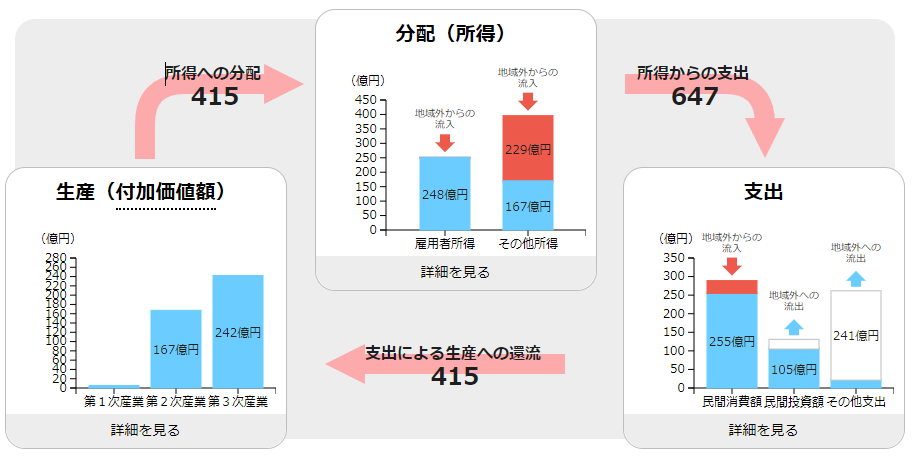 分配（所得）
所得への分配
415
（億円）
450
400
350
300
250
200
150
100
50
0
地域外からの
流入
地域外からの
流入
248億円
229億円
167億円
雇用者所得
その他所得
詳細を見る
所得からの支出
647
生産（付加価値額）
（億円）
280
260
240
220
200
180
160
140
120
100
80
60
40
20
0
167億円
242億円
第１次産業
第２次産業
第３次産業
詳細を見る
支出による生産への還流
415
支出
（億円）
350
300
250
200
150
100
50
0
地域外からの
流入
地域外への
流出
地域外への
流出
255億円
105億円
241億円
民間消費額
民間投資額
その他支出
詳細を見る